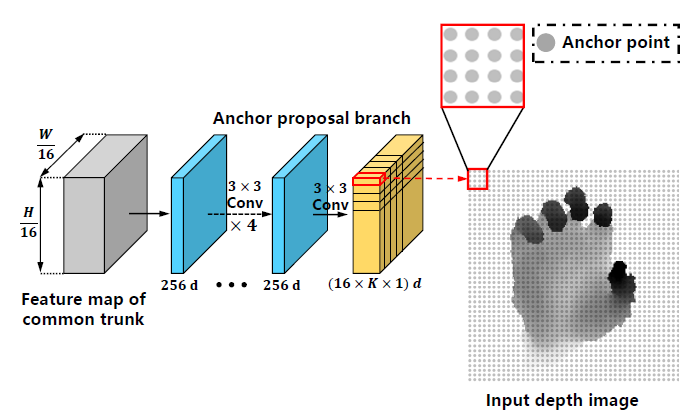 Anchor point
Anchor proposal branch
W
16
H
16
3 × 3
Conv
× 4
3 × 3
Conv
256 d
• • •
256 d
(16 × K × 1) d
Feature map of
common trunk
Input depth image